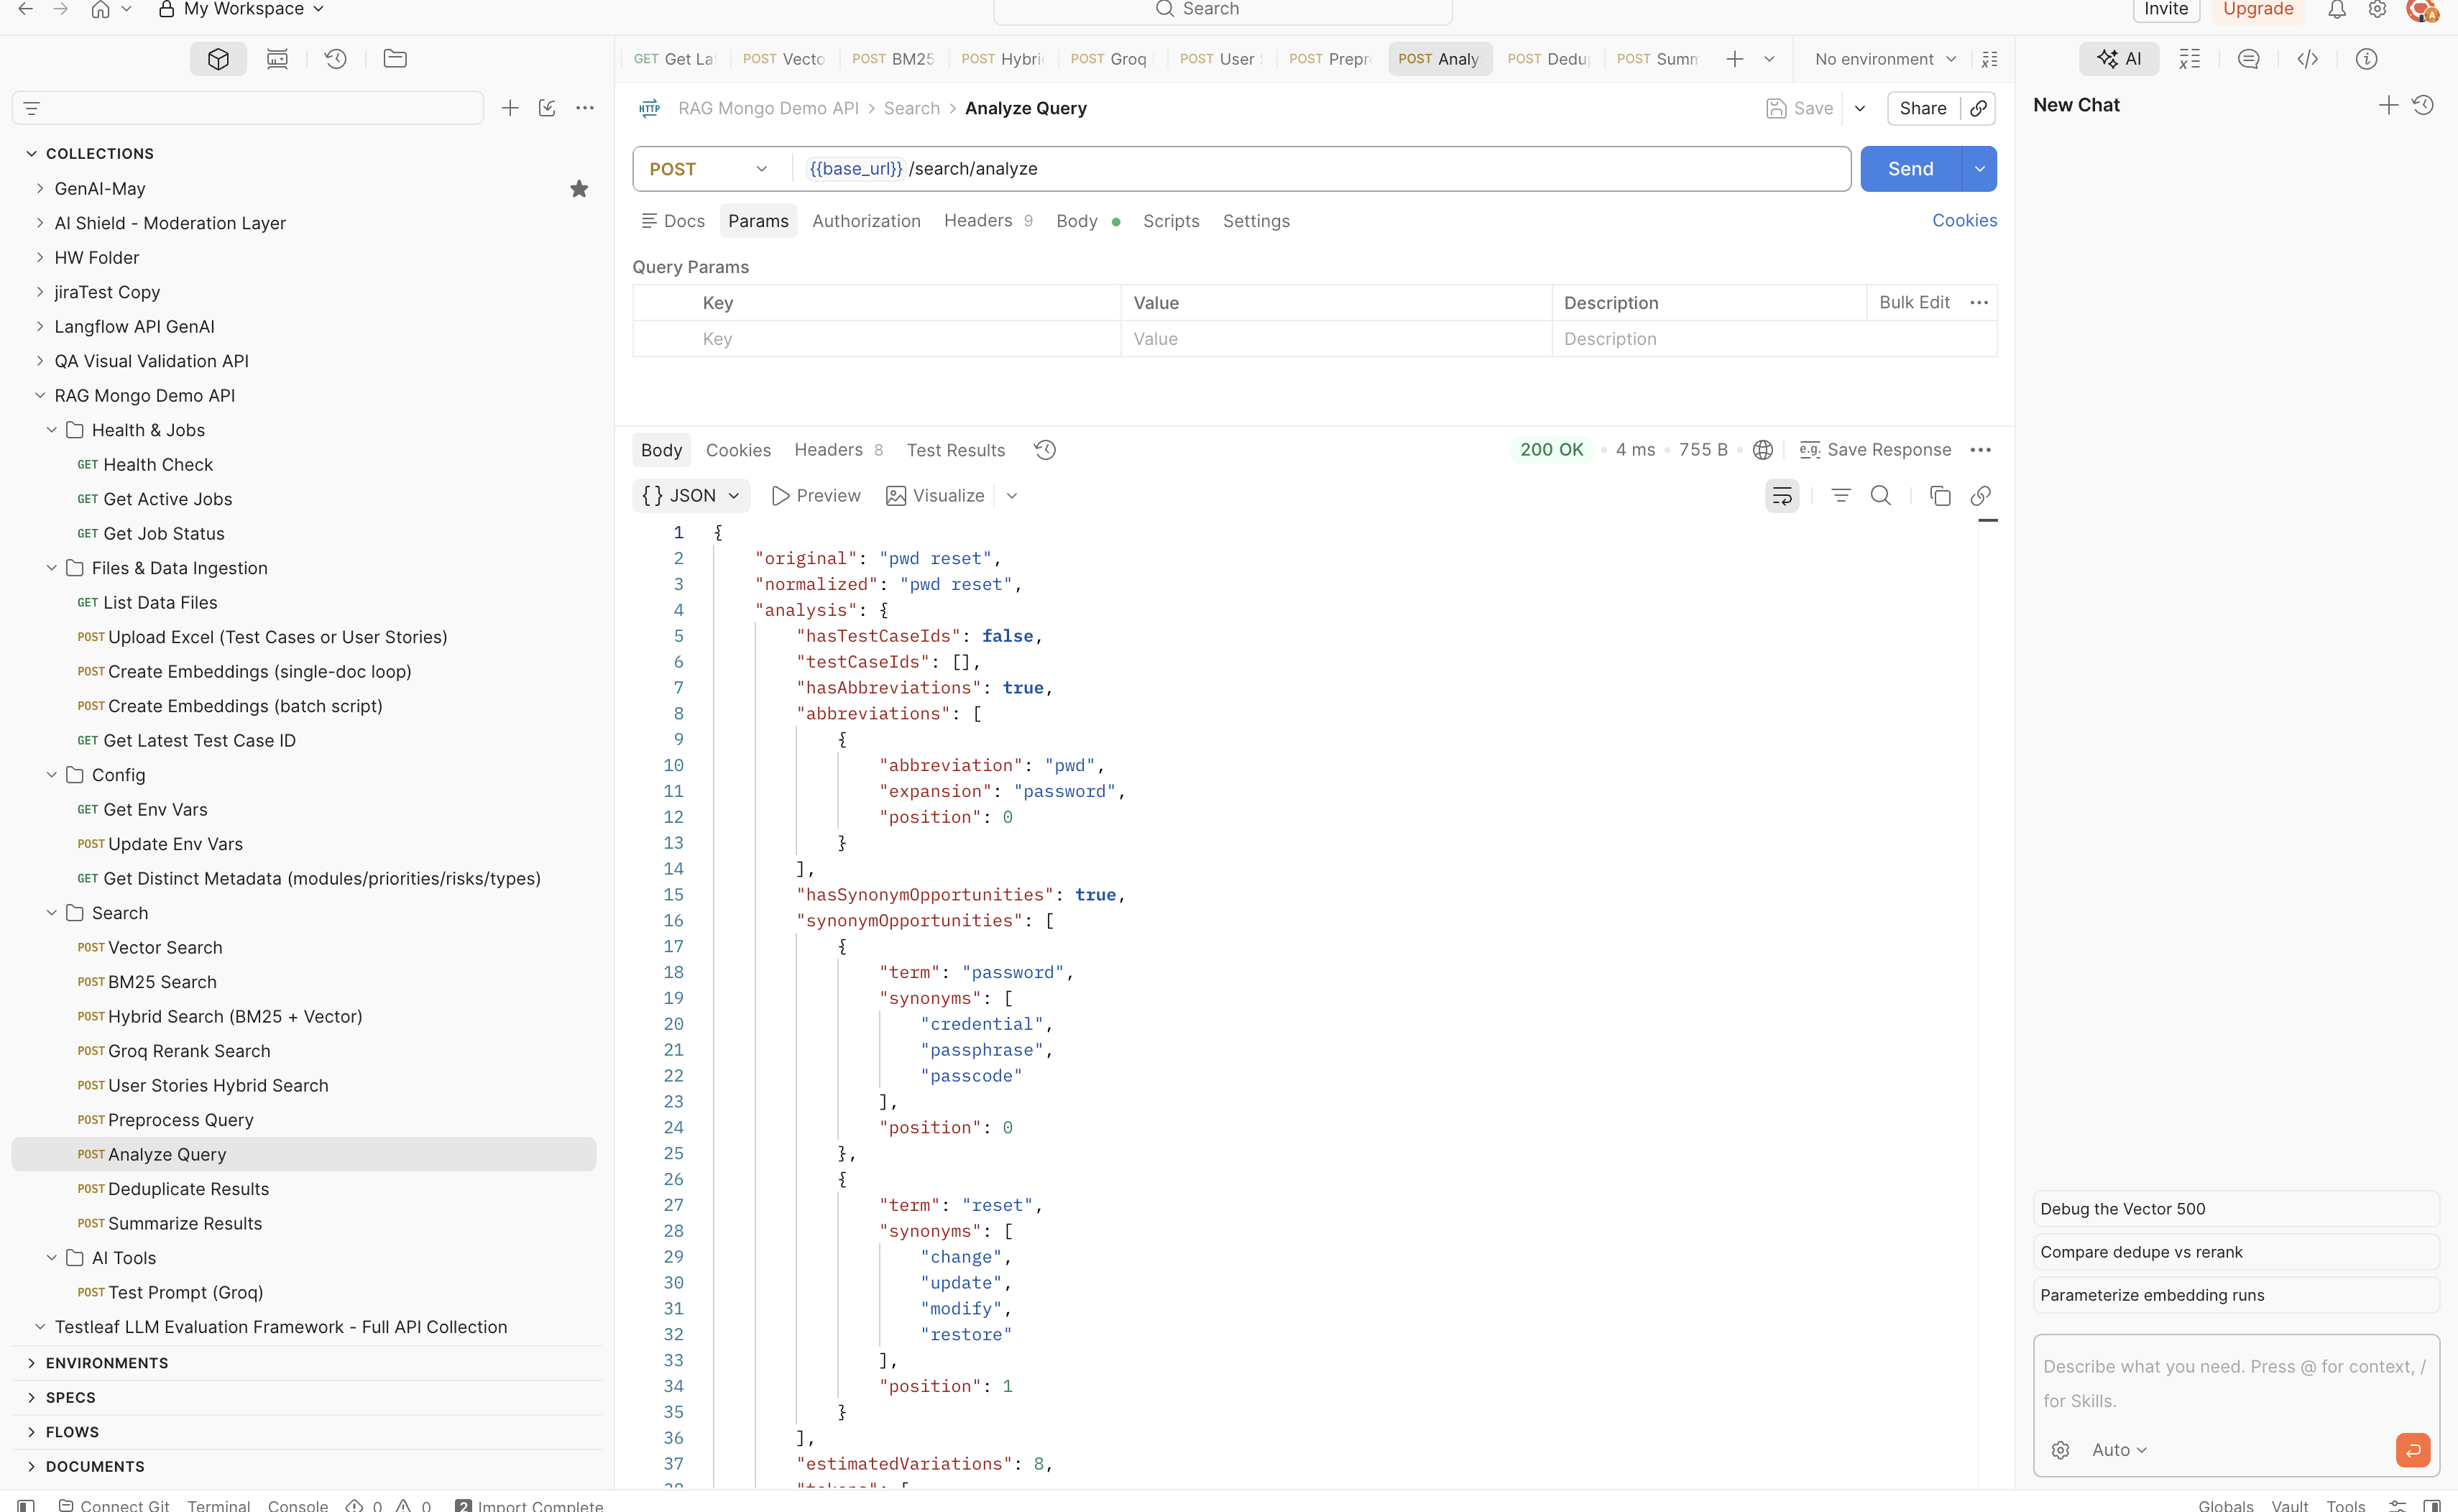 My Workspace
Search
Invite
Upgrade
GET Get La
POST Vecto
POST BM25
POST Hybri
POST Groq
POST User
POST Prepr
POST Analy
POST Dedu
POST Summ
No environment
AI
COLLECTIONS
GenAI-May
AI Shield - Moderation Layer
HW Folder
jiraTest Copy
Langflow API GenAI
QA Visual Validation API
RAG Mongo Demo API
Health & Jobs
GET Health Check
GET Get Active Jobs
GET Get Job Status
Files & Data Ingestion
GET List Data Files
POST Upload Excel (Test Cases or User Stories)
POST Create Embeddings (single-doc loop)
POST Create Embeddings (batch script)
GET Get Latest Test Case ID
Config
GET Get Env Vars
POST Update Env Vars
GET Get Distinct Metadata (modules/priorities/risks/types)
Search
POST Vector Search
POST BM25 Search
POST Hybrid Search (BM25 + Vector)
POST Groq Rerank Search
POST User Stories Hybrid Search
POST Preprocess Query
POST Analyze Query
POST Deduplicate Results
POST Summarize Results
AI Tools
POST Test Prompt (Groq)
Testleaf LLM Evaluation Framework - Full API Collection
ENVIRONMENTS
SPECS
FLOWS
DOCUMENTS
HTTP RAG Mongo Demo API > Search > Analyze Query
Save
Share
POST {{base_url}} /search/analyze
Send
Docs Params Authorization Headers 9 Body Scripts Settings
Cookies
Query Params
Key Value Description Bulk Edit
Key Value Description
Body Cookies Headers 8 Test Results
200 OK • 4 ms • 755 B • e.g. Save Response
{} JSON Preview Visualize
1 {
2 "original": "pwd reset",
3 "normalized": "pwd reset",
4 "analysis": {
5 "hasTestCaseIds": false,
6 "testCaseIds": [],
7 "hasAbbreviations": true,
8 "abbreviations": [
9 {
10 "abbreviation": "pwd",
11 "expansion": "password",
12 "position": 0
13 }
14 ],
15 "hasSynonymOpportunities": true,
16 "synonymOpportunities": [
17 {
18 "term": "password",
19 "synonyms": [
20 "credential",
21 "passphrase",
22 "passcode"
23 ],
24 "position": 0
25 },
26 {
27 "term": "reset",
28 "synonyms": [
29 "change",
30 "update",
31 "modify",
32 "restore"
33 ],
34 "position": 1
35 }
36 ],
37 "estimatedVariations": 8,
New Chat
Debug the Vector 500
Compare dedupe vs rerank
Parameterize embedding runs
Describe what you need. Press @ for context, /
for Skills.
Auto
Connect Git Terminal Console 0 0 2 Import Complete
Globals Vault Tools